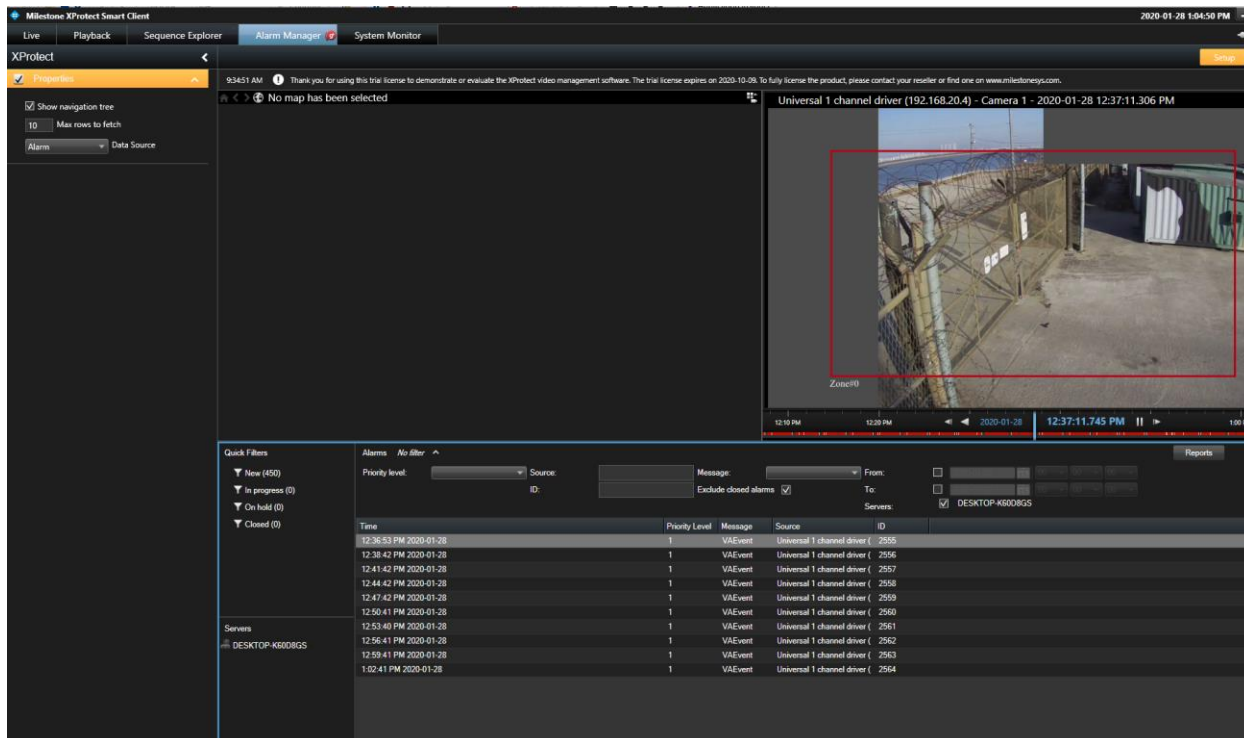 Milestone XProtect Smart Client
2020-01-28 1:04:50 PM
Live Playback Sequence Explorer Alarm Manager System Monitor
XProtect
Setup
Properties
Show navigation tree
10 Max rows to fetch
Alarm Data Source
9:34:51 AM Thank you for using this trial license to demonstrate or evaluate the XProtect video management software. The trial license expires on 2020-10-09. To fully license the product, please contact your reseller or find one on www.milestonesys.com.
No map has been selected
Universal 1 channel driver (192.168.20.4) - Camera 1 - 2020-01-28 12:37:11.306 PM
Zone#0
12:10 PM 12:20 PM 2020-01-28 12:37:11.745 PM 1:00
Quick Filters
New (450)
In progress (0)
On hold (0)
Closed (0)
Servers
DESKTOP-K60D8GS
Alarms No filter
Reports
Priority level: Source: Message: From:
ID: Exclude closed alarms To:
Servers: DESKTOP-K60D8GS
Time Priority Level Message Source ID
12:36:53 PM 2020-01-28 1 VAEvent Universal 1 channel driver ( 2555
12:38:42 PM 2020-01-28 1 VAEvent Universal 1 channel driver ( 2556
12:41:42 PM 2020-01-28 1 VAEvent Universal 1 channel driver ( 2557
12:44:42 PM 2020-01-28 1 VAEvent Universal 1 channel driver ( 2558
12:47:42 PM 2020-01-28 1 VAEvent Universal 1 channel driver ( 2559
12:50:41 PM 2020-01-28 1 VAEvent Universal 1 channel driver ( 2560
12:53:40 PM 2020-01-28 1 VAEvent Universal 1 channel driver ( 2561
12:56:41 PM 2020-01-28 1 VAEvent Universal 1 channel driver ( 2562
12:59:41 PM 2020-01-28 1 VAEvent Universal 1 channel driver ( 2563
1:02:41 PM 2020-01-28 1 VAEvent Universal 1 channel driver ( 2564